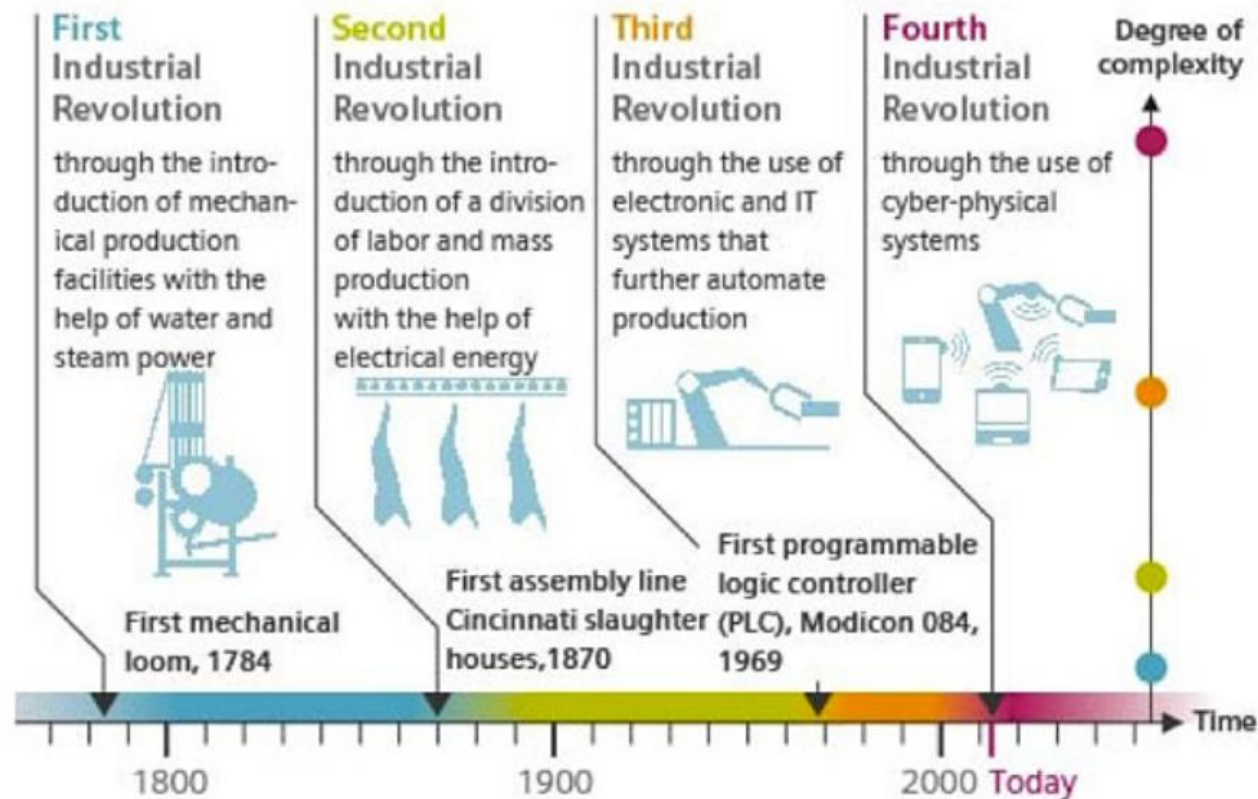 First
Industrial
Revolution
through the intro-
duction of mechan-
ical production
facilities with the
help of water and
steam power
First mechanical
loom, 1784
Second
Industrial
Revolution
through the intro-
duction of a division
of labor and mass
production
with the help of
electrical energy
First assembly line
Cincinnati slaughter
houses,1870
Third
Industrial
Revolution
through the use of
electronic and IT
systems that
further automate
production
First programmable
logic controller
(PLC), Modicon 084,
1969
Fourth
Industrial
Revolution
through the use of
cyber-physical
systems
Degree of
complexity
Time
1800
1900
2000
Today